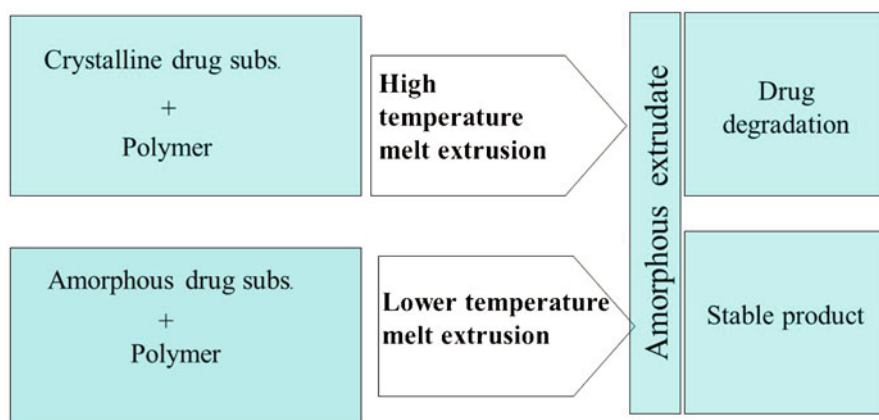 Crystalline drug subs.
+
Polymer
High
temperature
melt extrusion
Amorphous extrudate
Drug
degradation
Amorphous drug subs.
+
Polymer
Lower temperature
melt extrusion
Stable product